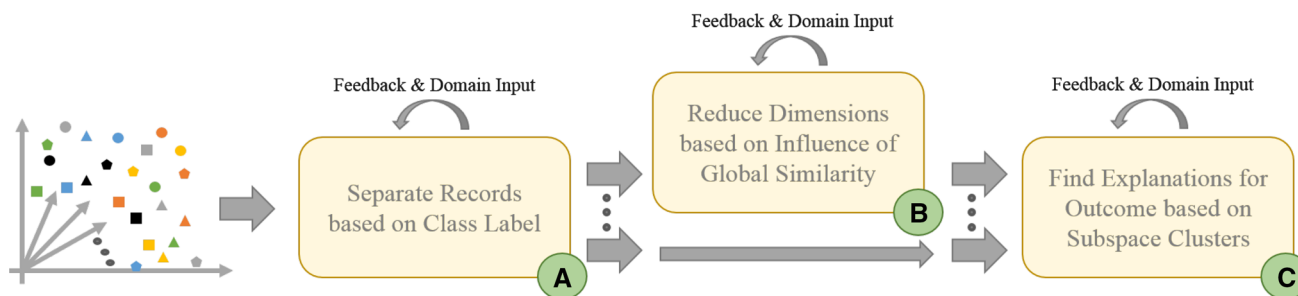 Feedback & Domain Input
Separate Records
based on Class Label
A
Feedback & Domain Input
Reduce Dimensions
based on Influence of
Global Similarity
B
Feedback & Domain Input
Find Explanations for
Outcome based on
Subspace Clusters
C